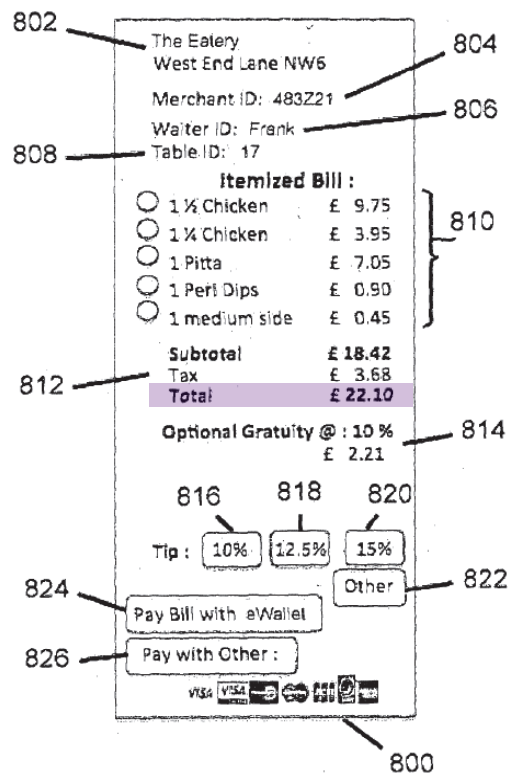 802
The Eatery
West End Lane NW6
804
Merchant ID: 483Z21
806
Waiter ID: Frank
808
Table ID: 17
Itemized Bill :
1 ½ Chicken £ 9.75
1 ¼ Chicken £ 3.95
810
1 Pitta £ 7.05
1 Peri Dips £ 0.90
1 medium side £ 0.45
Subtotal £ 18.42
812
Tax £ 3.68
Total £ 22.10
Optional Gratuity @ : 10 %
814
£ 2.21
816 818 820
Tip : 10% 12.5% 15%
824
Other
822
Pay Bill with eWallet
826
Pay with Other :
VISA VISA
800